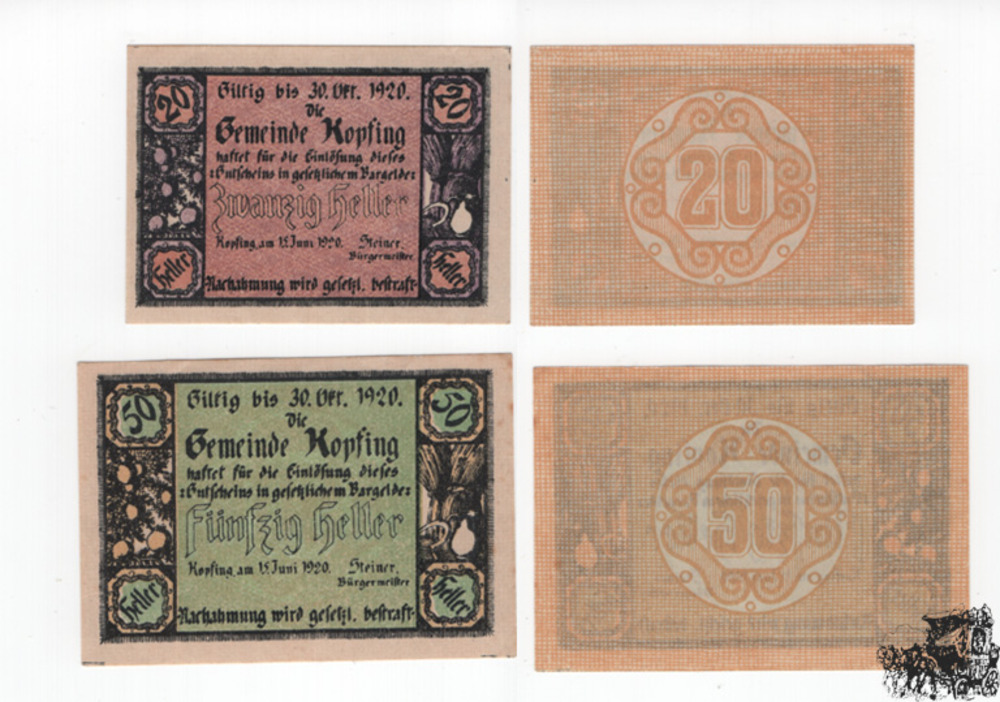 20
Giltig bis 30. Okt. 1920.
20
Die
Gemeinde Kopfing
haftet für die Einlösung dieses
:Gutscheins in gesetzlichem Bargelde:
Zwanzig Heller
Kopfing am 15. Juni 1920. Steiner,
Bürgermeister
Heller
Heller
Nachahmung wird gesetzl. bestraft
20
50
Giltig bis 30. Okt. 1920.
50
Die
Gemeinde Kopfing
haftet für die Einlösung dieses
:Gutscheins in gesetzlichem Bargelde:
Fünfzig Heller
Kopfing am 15. Juni 1920. Steiner,
Bürgermeister
Heller
Heller
Nachahmung wird gesetzl. bestraft
50